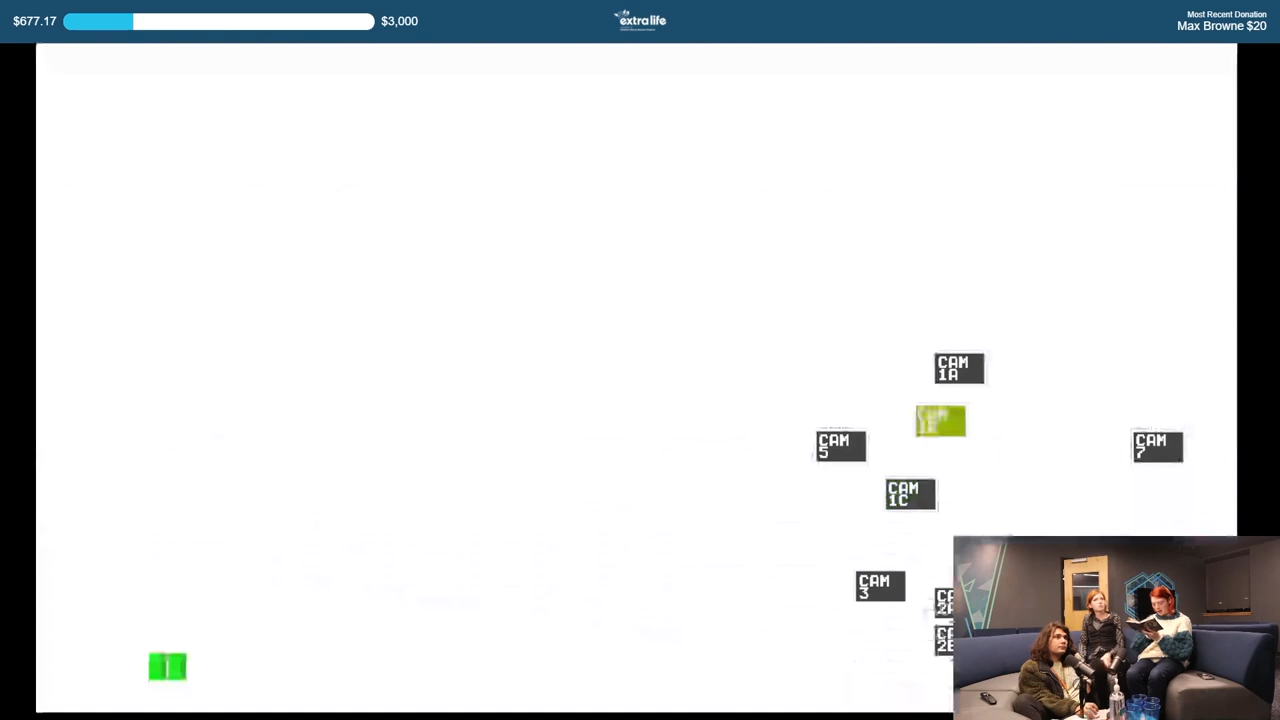 $677.17
$3,000
extralife
Most Recent Donation
Max Browne $20
CAM
1A
CAM
5
CAM
7
CAM
1C
CAM
3